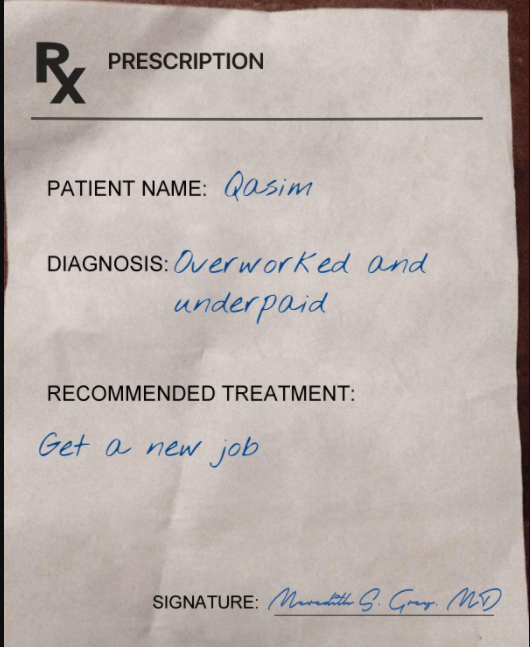 Rx PRESCRIPTION
PATIENT NAME: Qasim
DIAGNOSIS: Overworked and
underpaid
RECOMMENDED TREATMENT:
Get a new job
SIGNATURE: Meredith S. Grey. MD